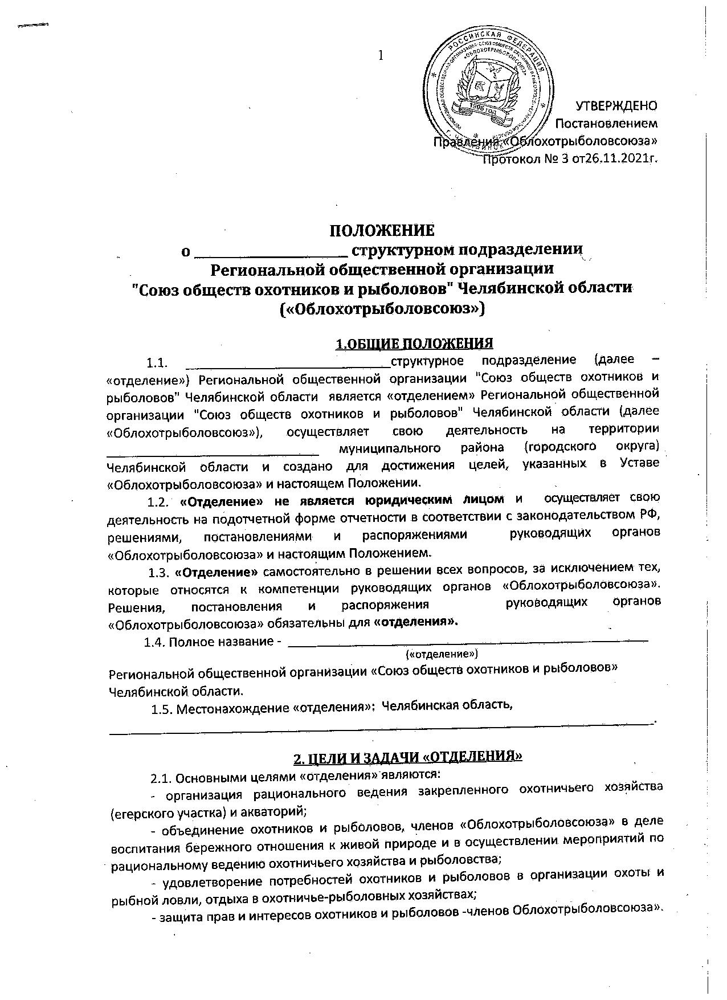 1
РОССИЙСКАЯ ФЕДЕРАЦИЯ
«ОБЛОХОТРЫБОЛОВСОЮЗ»
1906 ГОД
УТВЕРЖДЕНО
Постановлением
Правления «Облохотрыболовсоюза»
Протокол № 3 от26.11.2021г.
ПОЛОЖЕНИЕ
о ____________________ структурном подразделении
Региональной общественной организации
"Союз обществ охотников и рыболовов" Челябинской области
(«Облохотрыболовсоюз»)
1.ОБЩИЕ ПОЛОЖЕНИЯ
1.1. ______________________________структурное подразделение (далее –
«отделение») Региональной общественной организации "Союз обществ охотников и
рыболовов" Челябинской области является «отделением» Региональной общественной
организации "Союз обществ охотников и рыболовов" Челябинской области (далее
«Облохотрыболовсоюз»), осуществляет свою деятельность на территории
______________________________ муниципального района (городского округа)
Челябинской области и создано для достижения целей, указанных в Уставе
«Облохотрыболовсоюза» и настоящем Положении.
1.2. «Отделение» не является юридическим лицом и осуществляет свою
деятельность на подотчетной форме отчетности в соответствии с законодательством РФ,
решениями, постановлениями и распоряжениями руководящих органов
«Облохотрыболовсоюза» и настоящим Положением.
1.3. «Отделение» самостоятельно в решении всех вопросов, за исключением тех,
которые относятся к компетенции руководящих органов «Облохотрыболовсоюза».
Решения, постановления и распоряжения руководящих органов
«Облохотрыболовсоюза» обязательны для «отделения».
1.4. Полное название - ______________________________
(«отделение»)
Региональной общественной организации «Союз обществ охотников и рыболовов»
Челябинской области.
1.5. Местонахождение «отделения»: Челябинская область,
______________________________.
2. ЦЕЛИ И ЗАДАЧИ «ОТДЕЛЕНИЯ»
2.1. Основными целями «отделения» являются:
- организация рационального ведения закрепленного охотничьего хозяйства
(егерского участка) и акваторий;
- объединение охотников и рыболовов, членов «Облохотрыболовсоюза» в деле
воспитания бережного отношения к живой природе и в осуществлении мероприятий по
рациональному ведению охотничьего хозяйства и рыболовства;
- удовлетворение потребностей охотников и рыболовов в организации охоты и
рыбной ловли, отдыха в охотничье-рыболовных хозяйствах;
- защита прав и интересов охотников и рыболовов -членов Облохотрыболовсоюза».